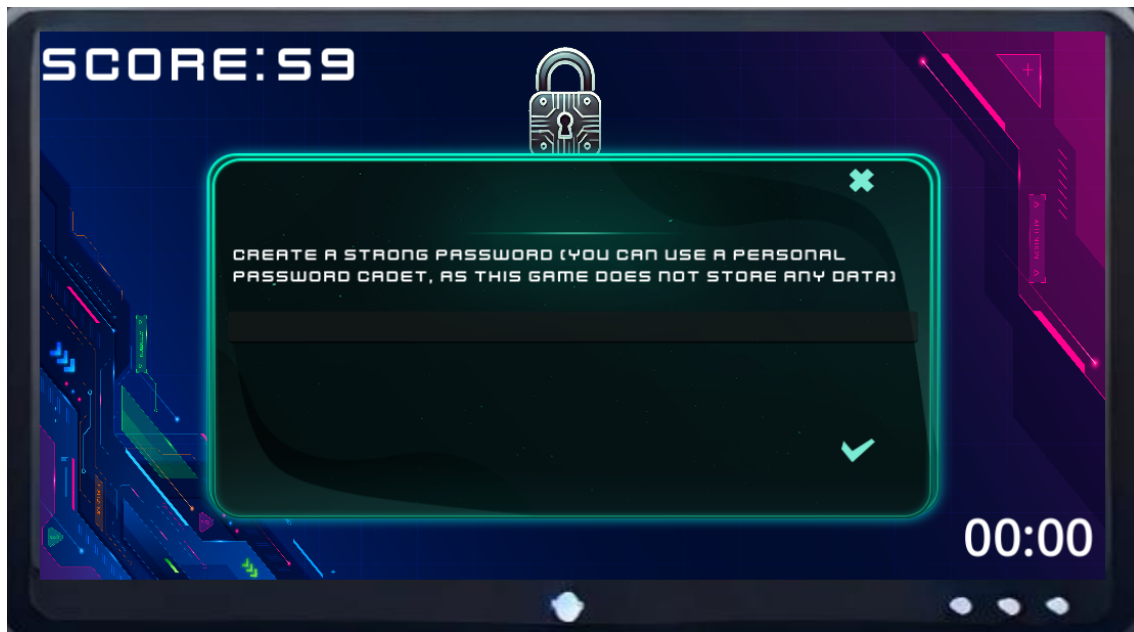 SCORE:59
CREATE A STRONG PASSWORD (YOU CAN USE A PERSONAL
PASSWORD CADET, AS THIS GAME DOES NOT STORE ANY DATA)
00:00